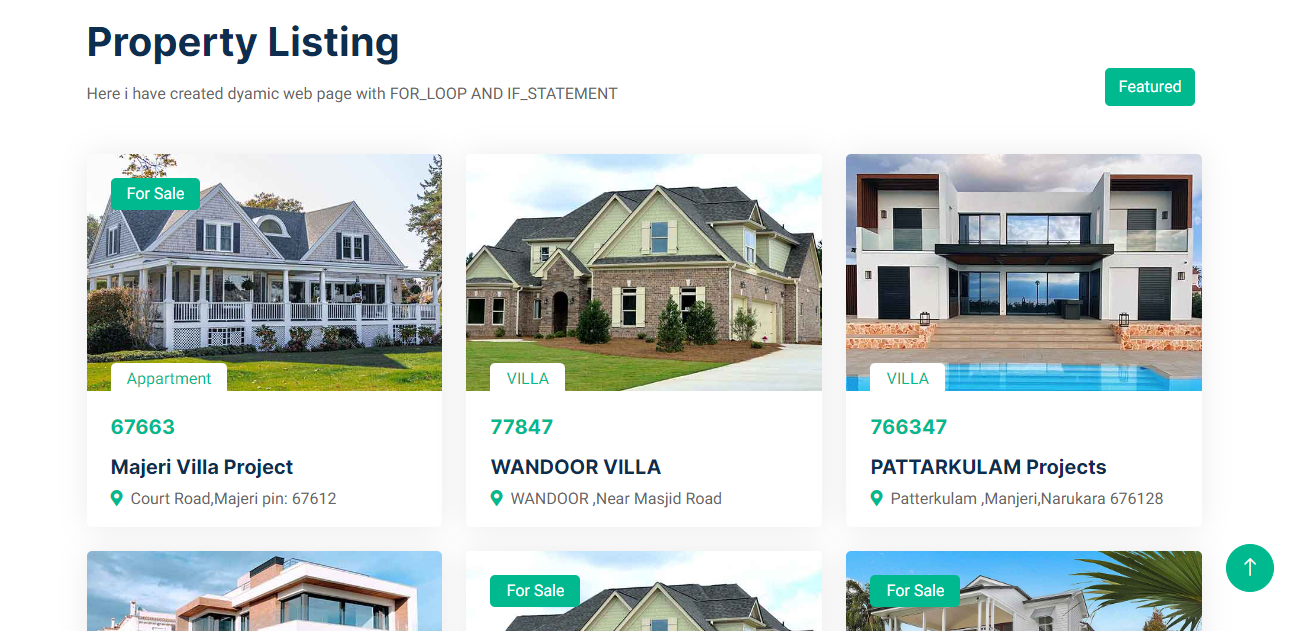 Property Listing
Here i have created dyamic web page with FOR_LOOP AND IF_STATEMENT
Featured
For Sale
Appartment
67663
Majeri Villa Project
Court Road,Majeri pin: 67612
VILLA
77847
WANDOOR VILLA
WANDOOR ,Near Masjid Road
VILLA
766347
PATTARKULAM Projects
Patterkulam ,Manjeri,Narukara 676128
For Sale
For Sale